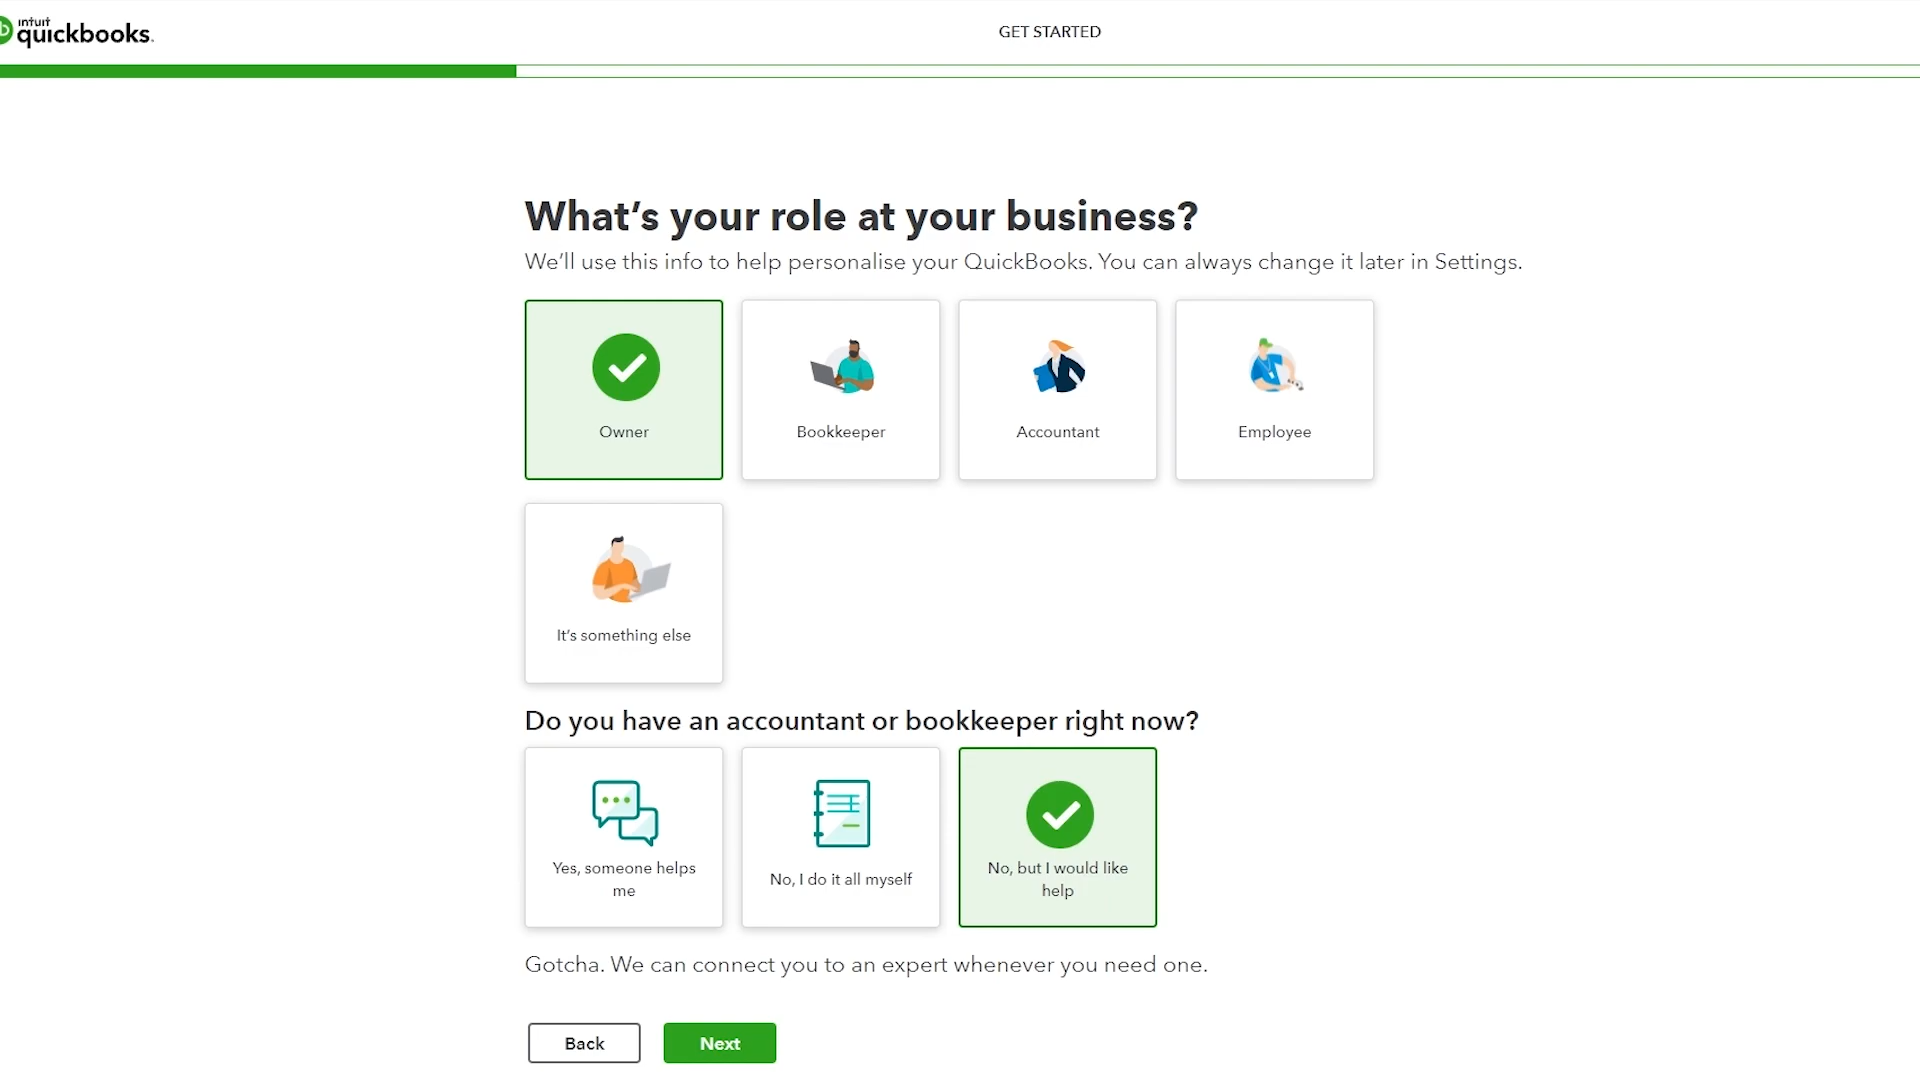 intuit
quickbooks.
GET STARTED
What’s your role at your business?
We’ll use this info to help personalise your QuickBooks. You can always change it later in Settings.
Owner
Bookkeeper
Accountant
Employee
It’s something else
Do you have an accountant or bookkeeper right now?
Yes, someone helps
me
No, I do it all myself
No, but I would like
help
Gotcha. We can connect you to an expert whenever you need one.
Back
Next